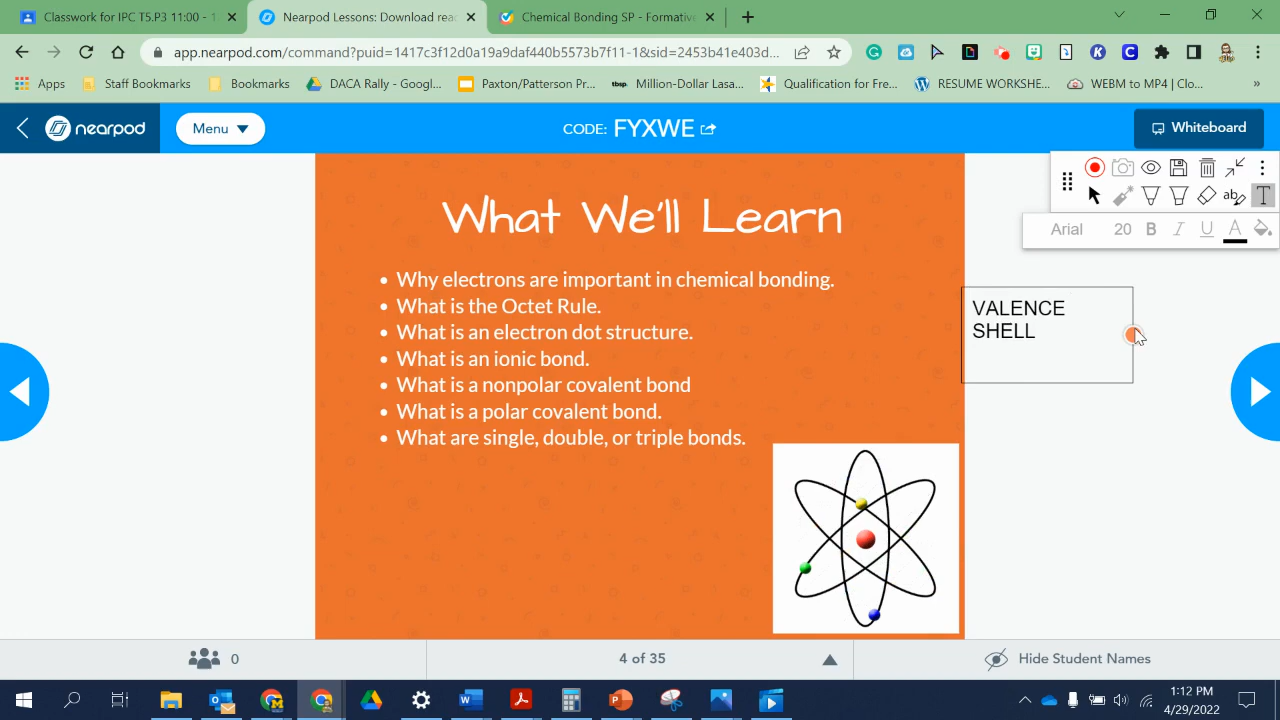 Classwork for IPC T5.P3 11:00 - 1
Nearpod Lessons: Download read
Chemical Bonding SP - Formative
app.nearpod.com/command?puid=1417c3f12d0a19a9daf440b5573b7f11-1&sid=2453b41e403d...
Apps
Staff Bookmarks
Bookmarks
DACA Rally - Googl...
Paxton/Patterson Pr...
tbsp.
Million-Dollar Lasa...
Qualification for Fre...
RESUME WORKSHE...
WEBM to MP4 | Clo...
»
nearpod
Menu
CODE: FYXWE
Whiteboard
Arial 20 B I U A
What We'll Learn
• Why electrons are important in chemical bonding.
• What is the Octet Rule.
• What is an electron dot structure.
• What is an ionic bond.
• What is a nonpolar covalent bond
• What is a polar covalent bond.
• What are single, double, or triple bonds.
VALENCE
SHELL
0
4 of 35
Hide Student Names
1:12 PM
4/29/2022